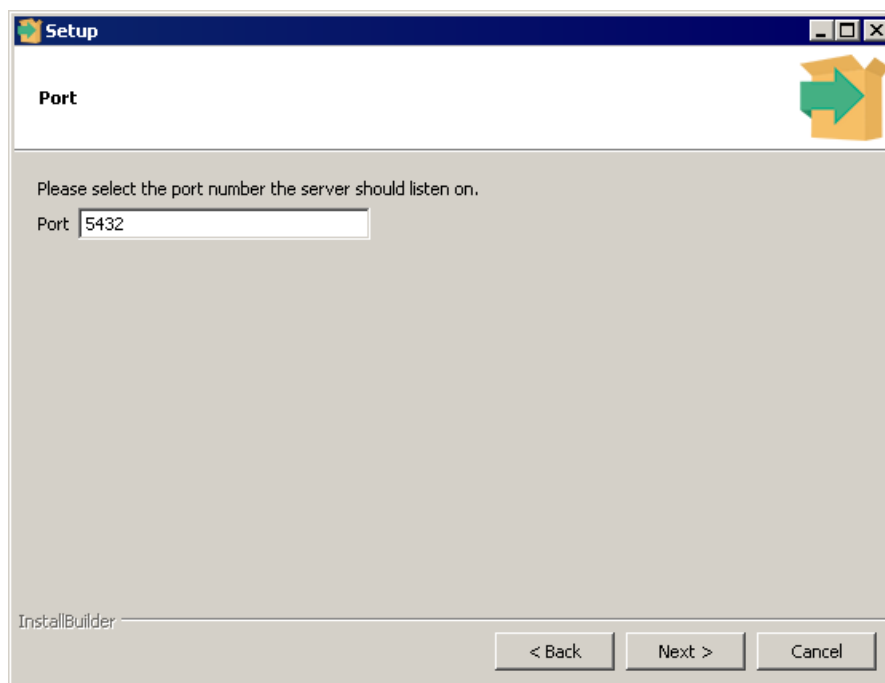 Setup
Port
Please select the port number the server should listen on.
Port 5432
InstallBuilder
< Back Next > Cancel